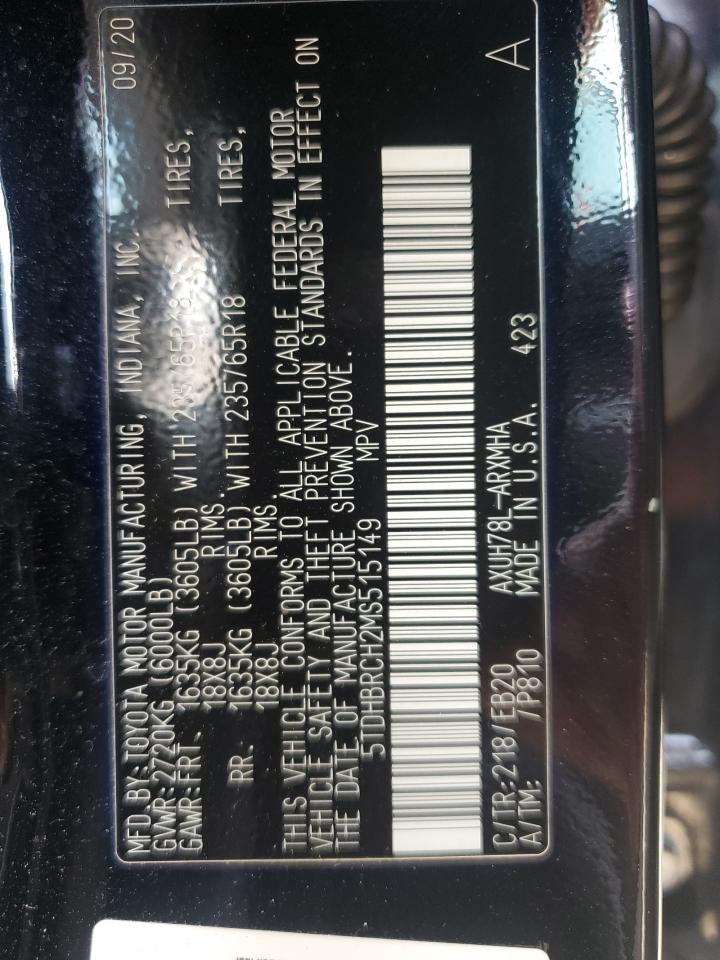 MFD BY:TOYOTA MOTOR MANUFACTURING, INDIANA, INC. 09/20
GVWR:2720KG (6000LB)
GAWR:FRT. 1635KG (3605LB) WITH 235/65R18 TIRES,
18X8J RIMS.
RR. 1635KG (3605LB) WITH 235/65R18 TIRES,
18X8J RIMS.
THIS VEHICLE CONFORMS TO ALL APPLICABLE FEDERAL MOTOR
VEHICLE SAFETY AND THEFT PREVENTION STANDARDS IN EFFECT ON
THE DATE OF MANUFACTURE SHOWN ABOVE.
5TDHBRCH2MS515149 MPV
C/TR:218/EB20 AXUH78L-ARXMHA A
A/TM: /P810 MADE IN U.S.A. 423